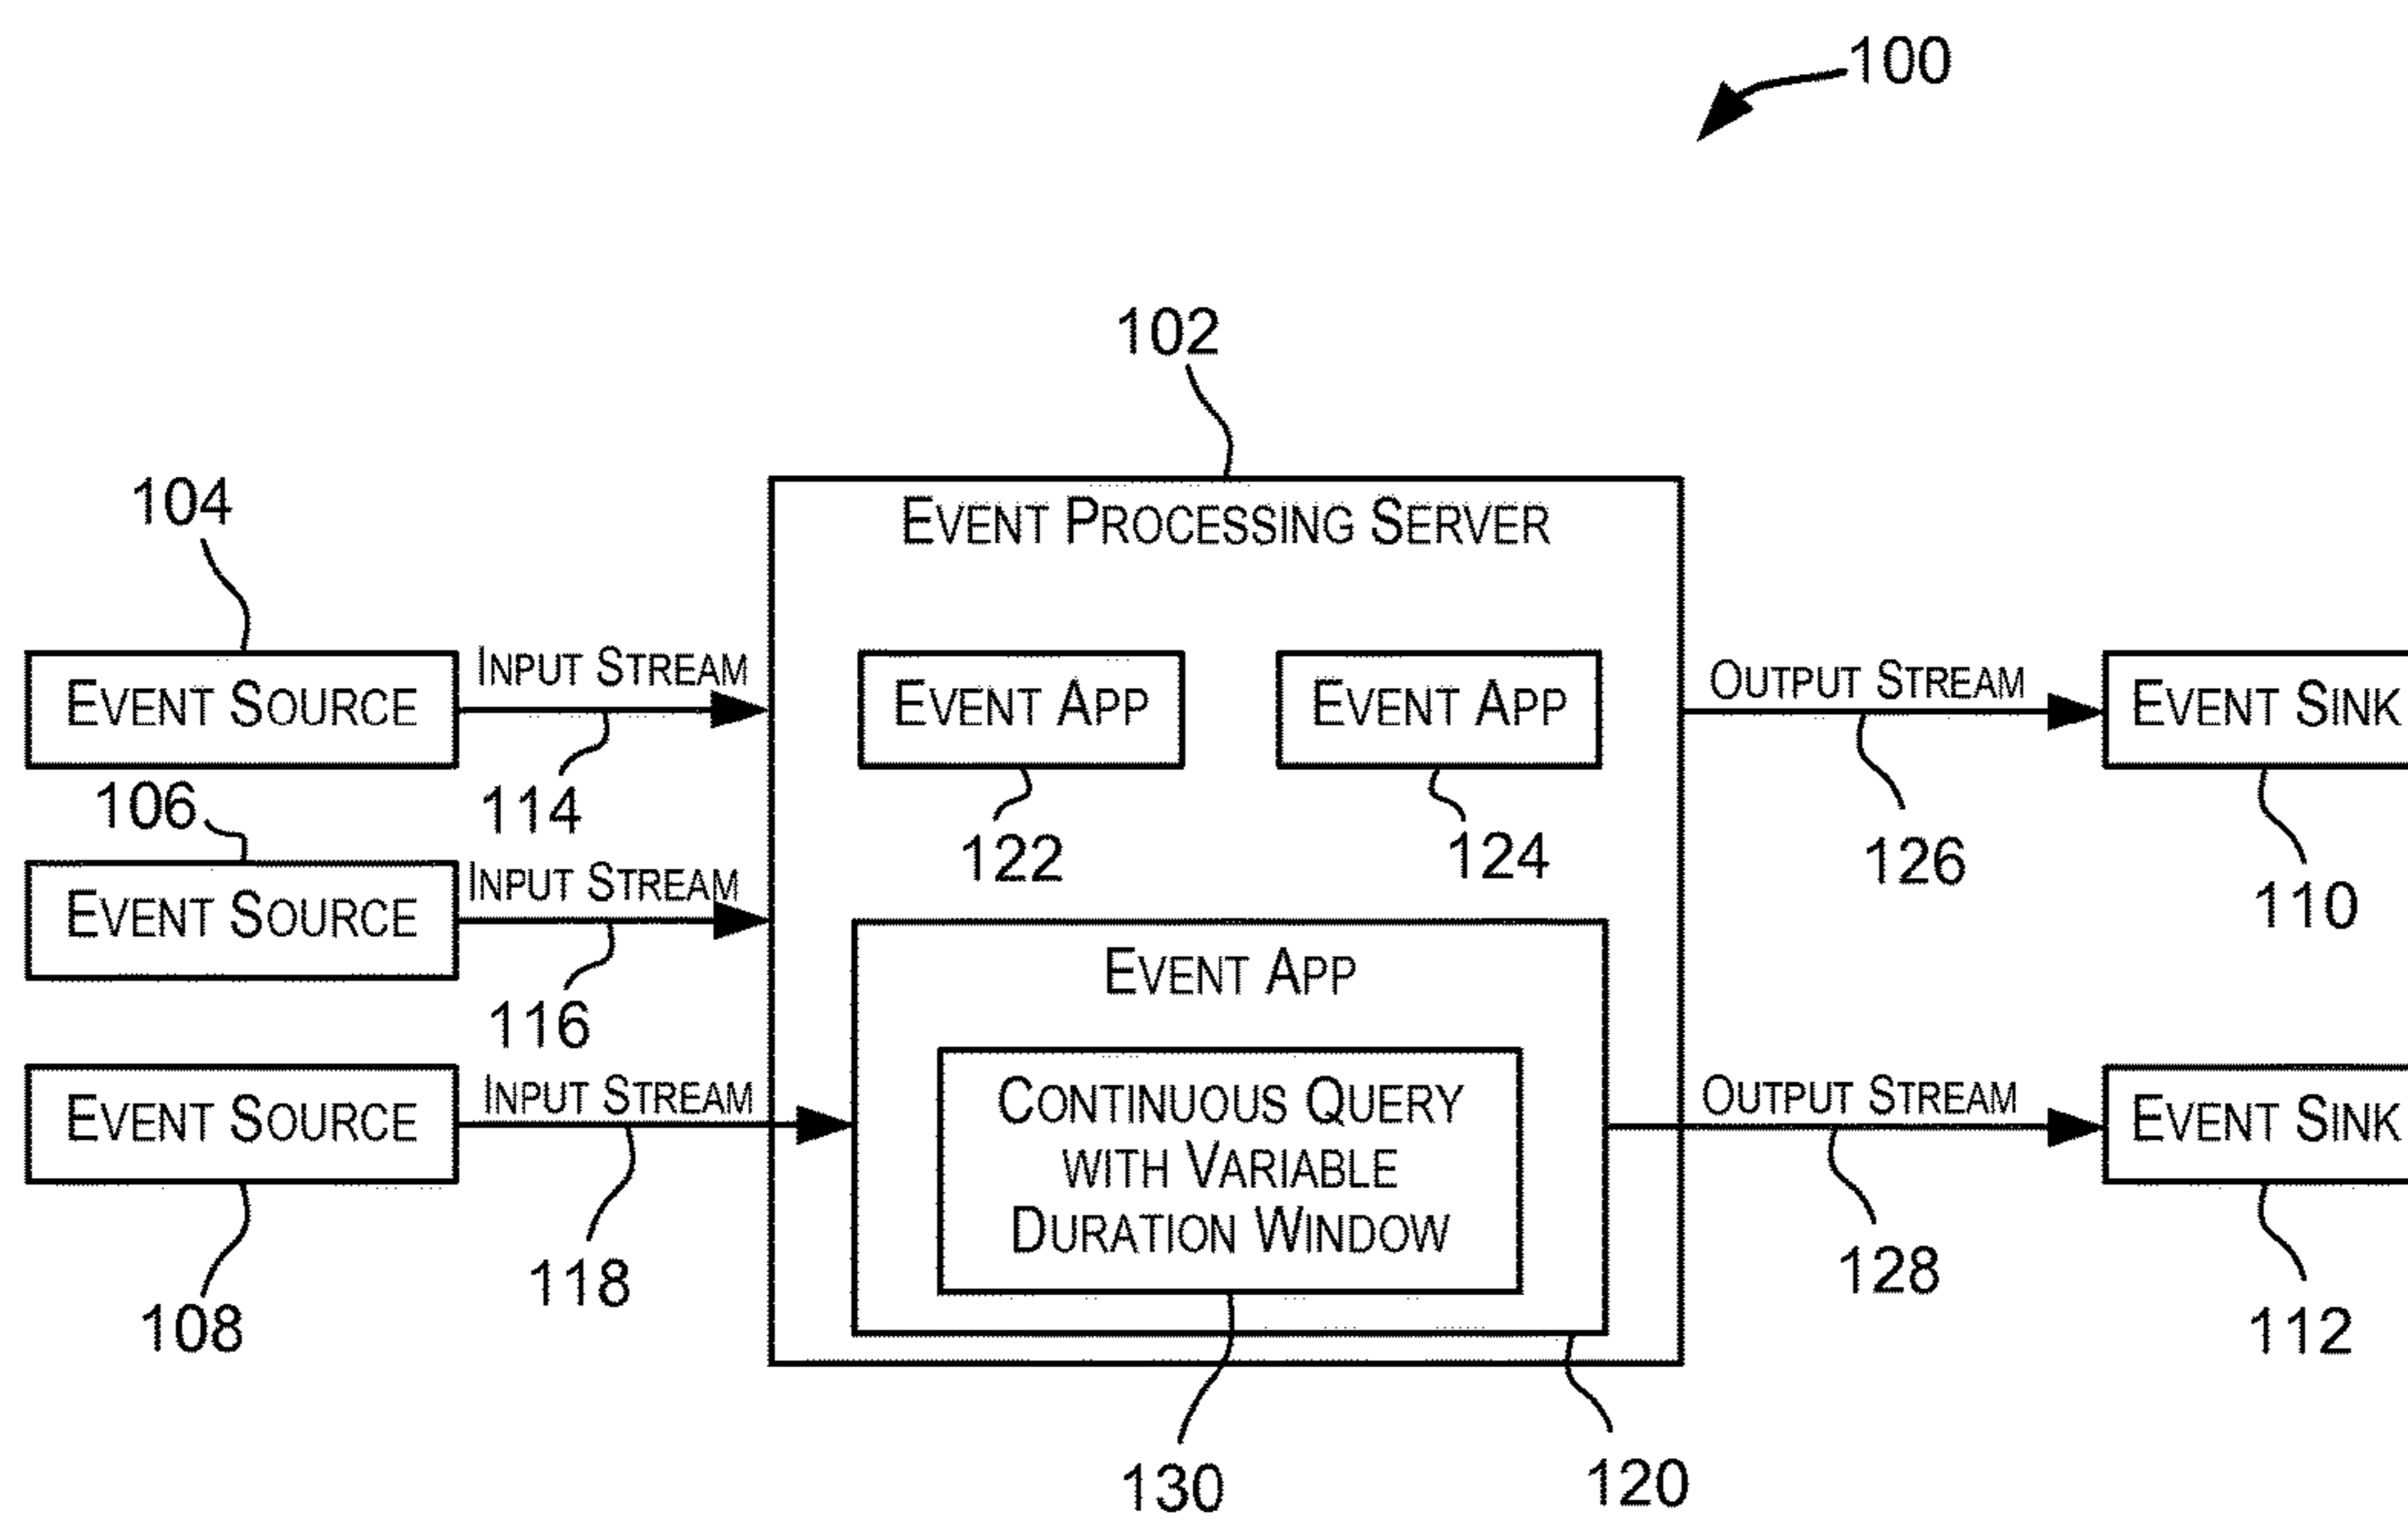 100
102
EVENT PROCESSING SERVER
104
EVENT SOURCE
INPUT STREAM
114
EVENT APP
122
EVENT APP
124
OUTPUT STREAM
126
EVENT SINK
110
106
EVENT SOURCE
INPUT STREAM
116
EVENT APP
CONTINUOUS QUERY
WITH VARIABLE
DURATION WINDOW
130
120
EVENT SOURCE
108
INPUT STREAM
118
OUTPUT STREAM
128
EVENT SINK
112